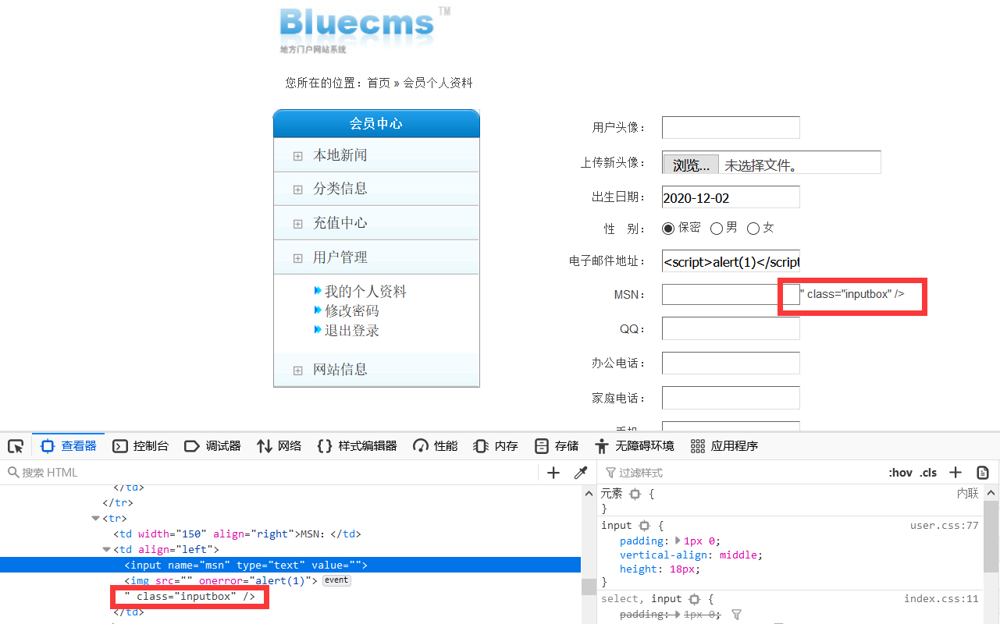 Bluecms TM
地方门户网站系统
您所在的位置：首页 » 会员个人资料
会员中心
本地新闻
分类信息
充值中心
用户管理
我的个人资料
修改密码
退出登录
网站信息
用户头像：
上传新头像： 浏览... 未选择文件。
出生日期： 2020-12-02
性 别： 保密 男 女
电子邮件地址： <script>alert(1)</script
MSN： " class="inputbox" />
QQ：
办公电话：
家庭电话：
查看器 控制台 调试器 网络 样式编辑器 性能 内存 存储 无障碍环境 应用程序
搜索 HTML
</td>
</tr>
<tr>
<td width="150" align="right">MSN：</td>
<td align="left">
<input name="msn" type="text" value="">
<img src="" onerror="alert(1)"> event
" class="inputbox" />
</td>
过滤样式 :hov .cls
元素 { 内联
}
input { user.css:77
padding: 1px 0;
vertical-align: middle;
height: 18px;
}
select, input { index.css:11
padding: 1px 0;